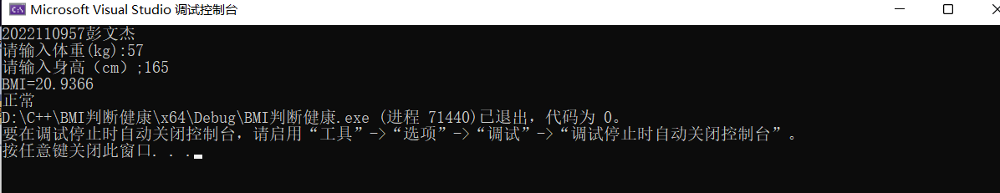 Microsoft Visual Studio 调试控制台
2022110957彭文杰
请输入体重(kg):57
请输入身高（cm）;165
BMI=20.9366
正常
D:\C++\BMI判断健康\x64\Debug\BMI判断健康.exe (进程 71440)已退出，代码为 0。
要在调试停止时自动关闭控制台，请启用“工具”->“选项”->“调试”->“调试停止时自动关闭控制台”。
按任意键关闭此窗口. . .